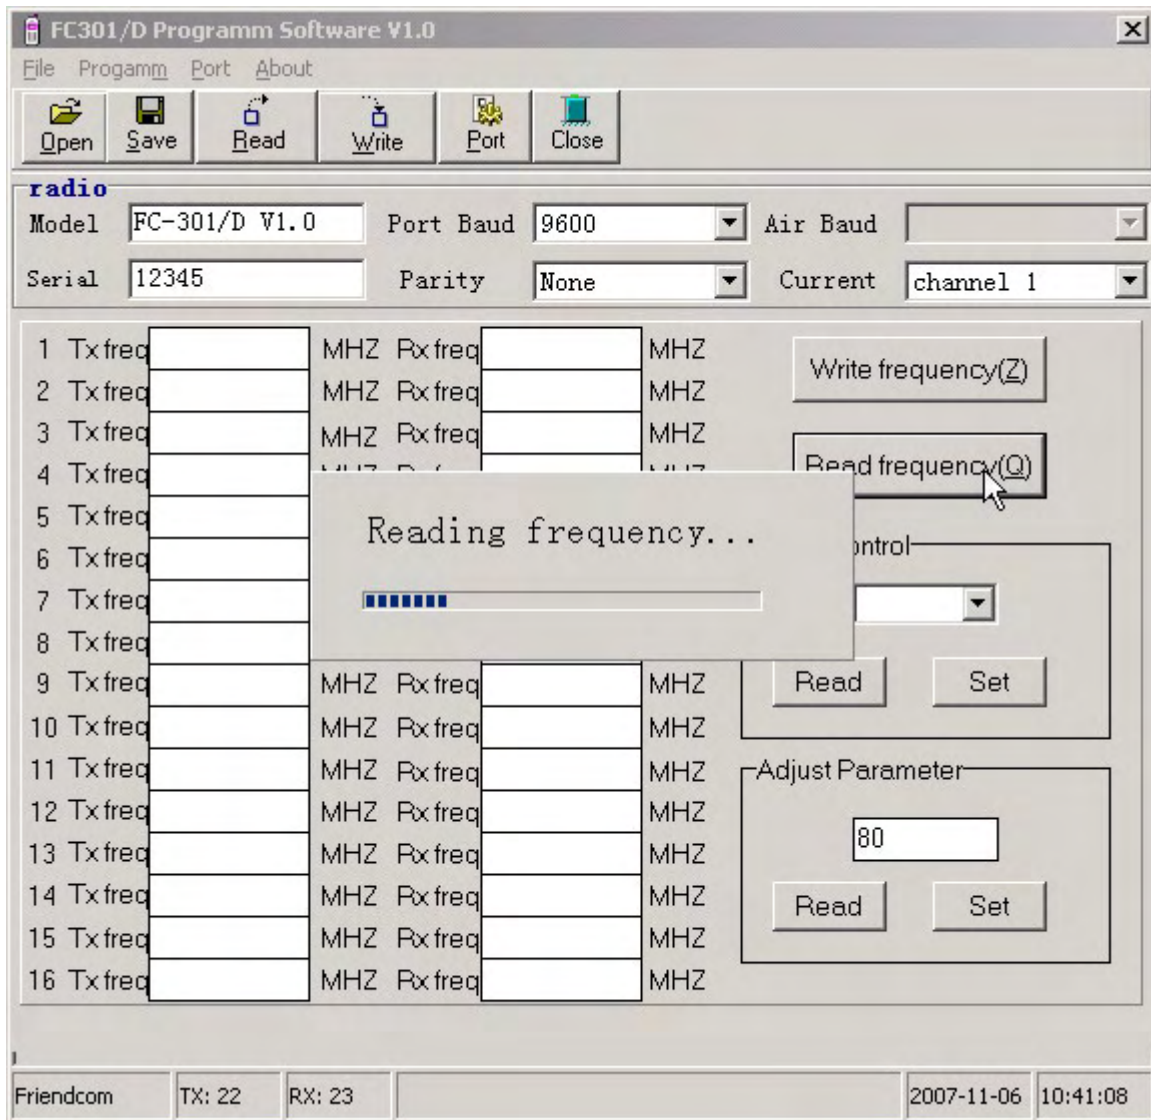 FC301/D Programm Software V1.0
File Progamm Port About
Open Save Read Write Port Close
radio
Model FC-301/D V1.0 Port Baud 9600 Air Baud
Serial 12345 Parity None Current channel 1
1 Tx freq MHZ Rx freq MHZ
Write frequency(Z)
2 Tx freq MHZ Rx freq MHZ
3 Tx freq MHZ Rx freq MHZ
Read frequency(Q)
4 Tx freq
5 Tx freq
Reading frequency...
6 Tx freq
7 Tx freq
8 Tx freq
9 Tx freq MHZ Rx freq MHZ
Read Set
10 Tx freq MHZ Rx freq MHZ
11 Tx freq MHZ Rx freq MHZ
Adjust Parameter
12 Tx freq MHZ Rx freq MHZ
80
13 Tx freq MHZ Rx freq MHZ
14 Tx freq MHZ Rx freq MHZ
Read Set
15 Tx freq MHZ Rx freq MHZ
16 Tx freq MHZ Rx freq MHZ
Friendcom TX: 22 RX: 23 2007-11-06 10:41:08